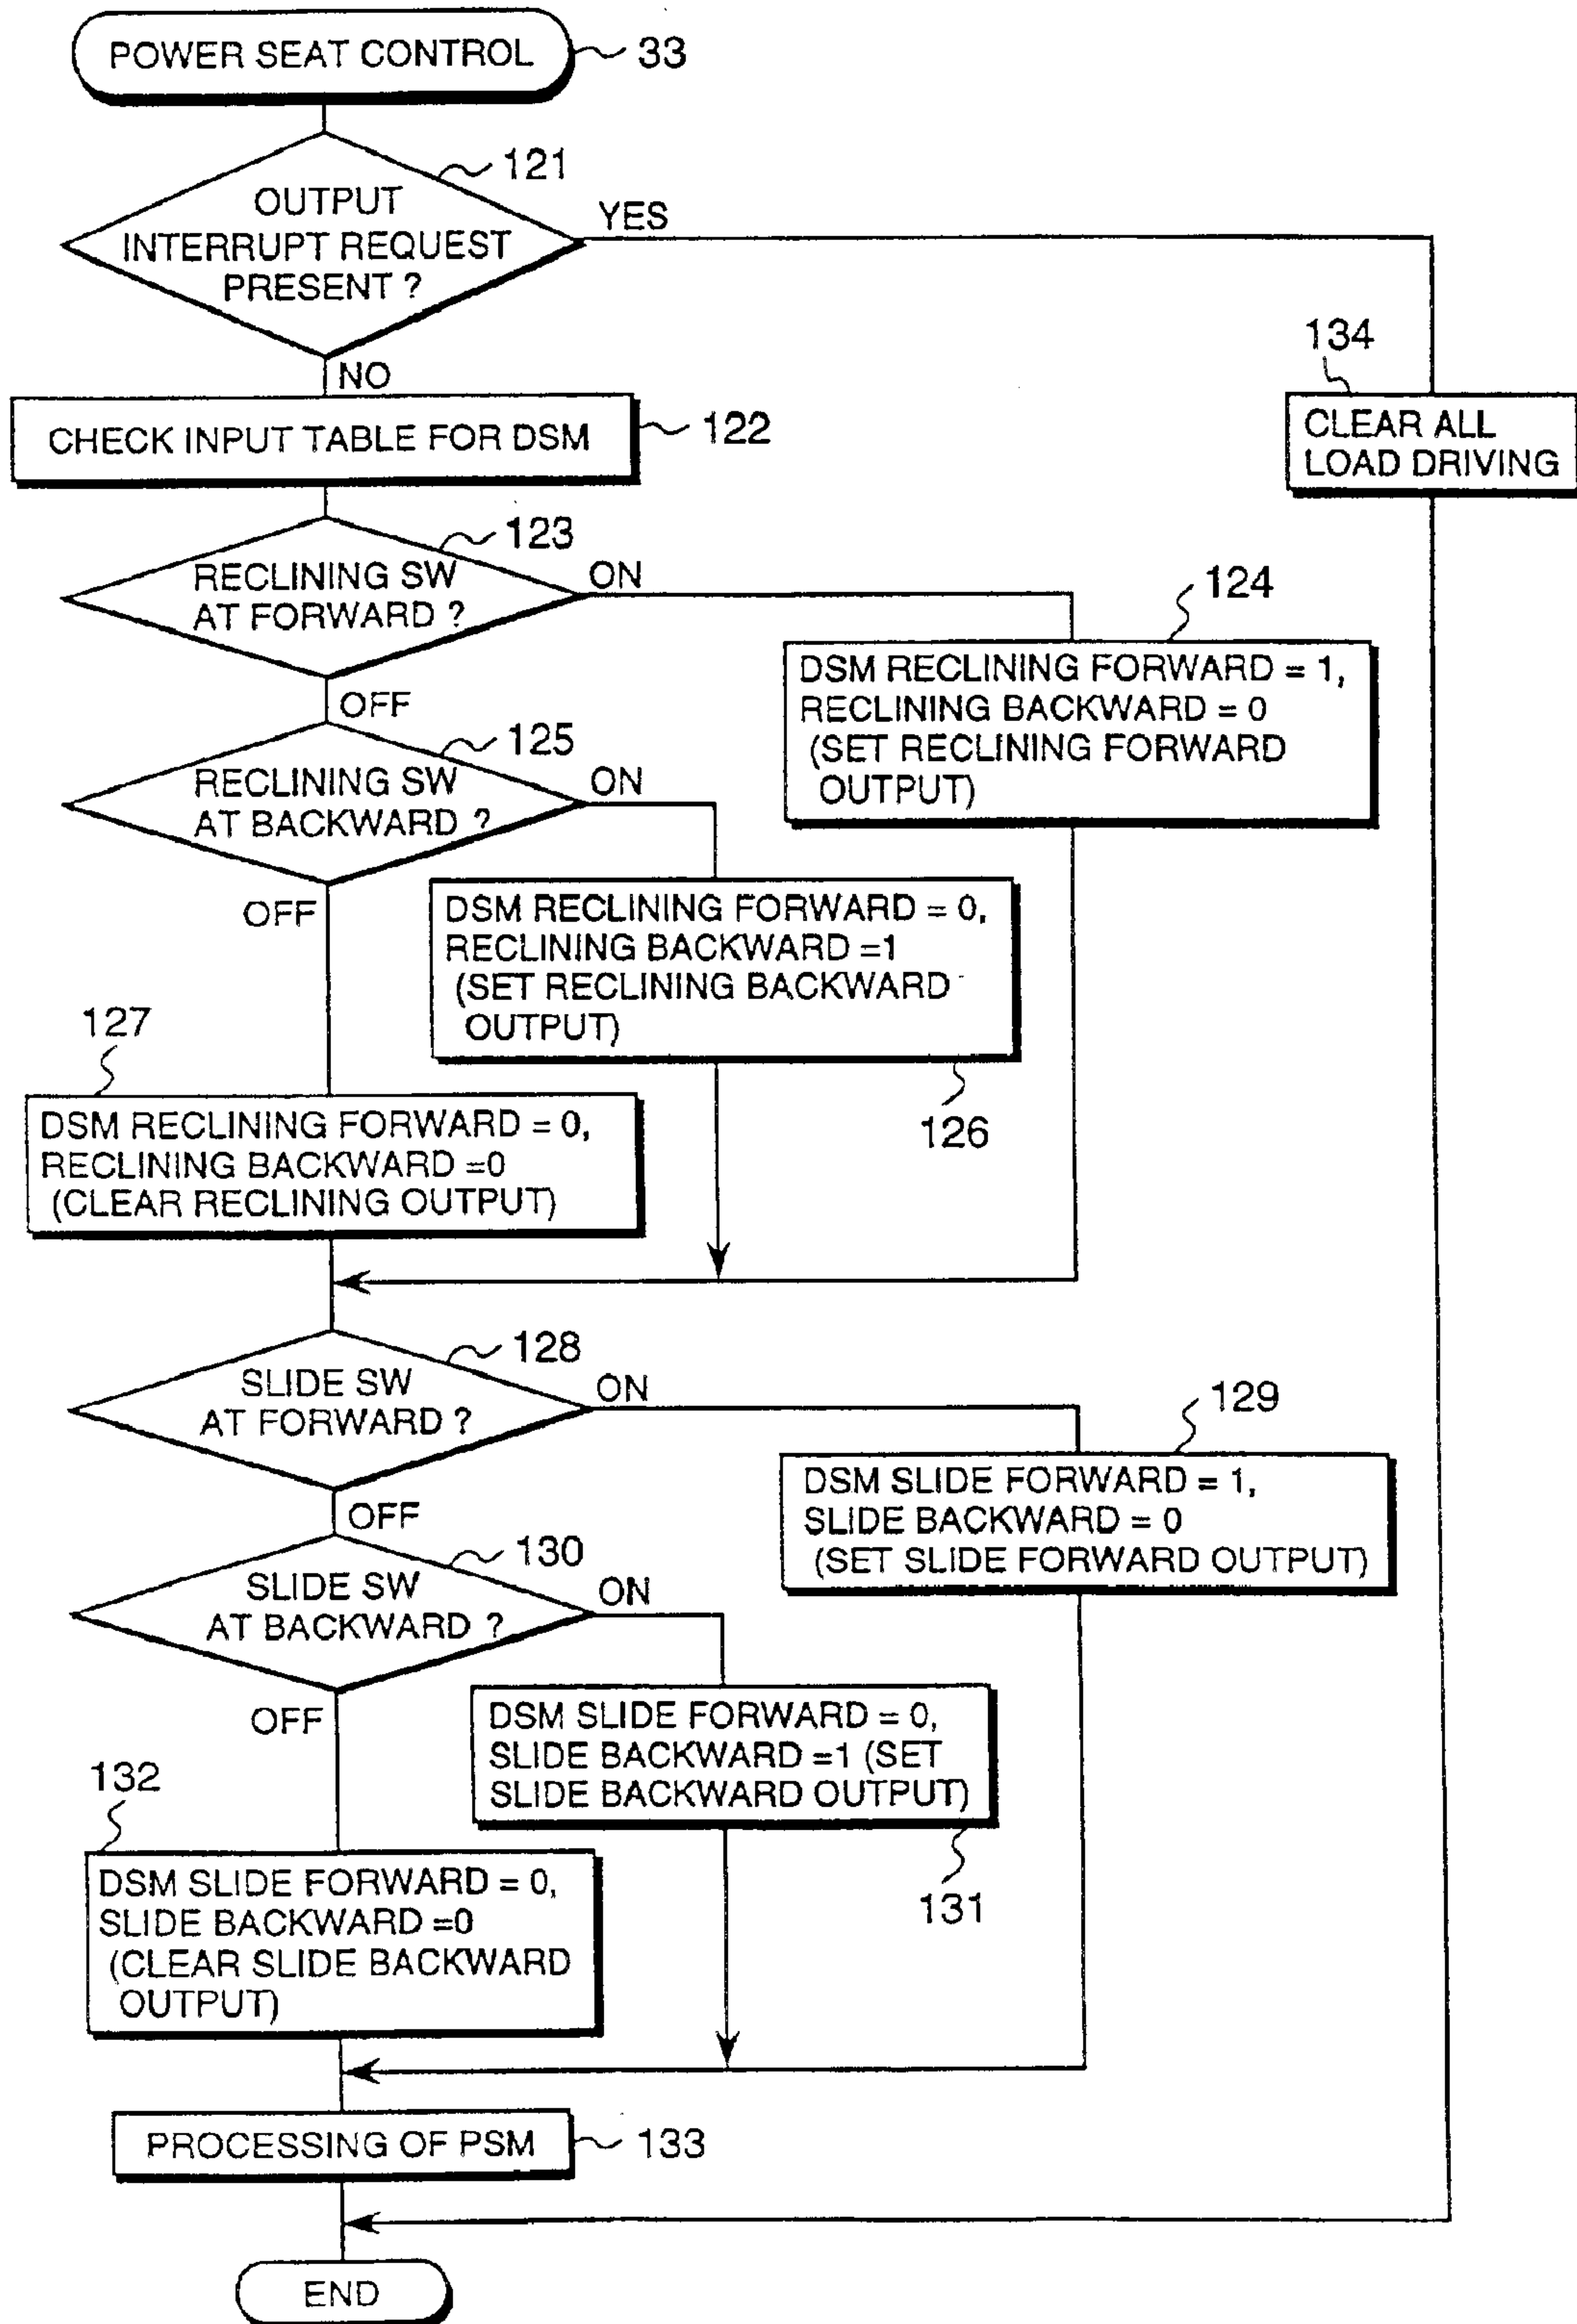 POWER SEAT CONTROL
33
121
OUTPUT
INTERRUPT REQUEST
PRESENT ?
YES
NO
134
CLEAR ALL
LOAD DRIVING
CHECK INPUT TABLE FOR DSM
122
123
RECLINING SW
AT FORWARD ?
ON
OFF
124
DSM RECLINING FORWARD = 1,
RECLINING BACKWARD = 0
(SET RECLINING FORWARD
OUTPUT)
125
RECLINING SW
AT BACKWARD ?
ON
OFF
DSM RECLINING FORWARD = 0,
RECLINING BACKWARD =1
(SET RECLINING BACKWARD
OUTPUT)
126
127
DSM RECLINING FORWARD = 0,
RECLINING BACKWARD =0
(CLEAR RECLINING OUTPUT)
128
SLIDE SW
AT FORWARD ?
ON
OFF
129
DSM SLIDE FORWARD = 1,
SLIDE BACKWARD = 0
(SET SLIDE FORWARD OUTPUT)
130
SLIDE SW
AT BACKWARD ?
ON
OFF
DSM SLIDE FORWARD = 0,
SLIDE BACKWARD =1 (SET
SLIDE BACKWARD OUTPUT)
131
132
DSM SLIDE FORWARD = 0,
SLIDE BACKWARD =0
(CLEAR SLIDE BACKWARD
OUTPUT)
PROCESSING OF PSM
133
END